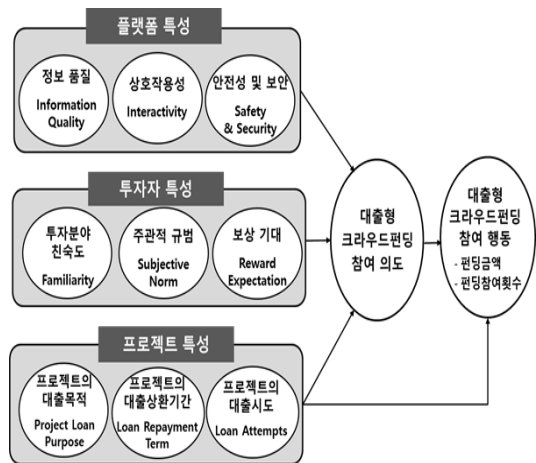 플랫폼 특성
정보 품질
Information
Quality
상호작용성
Interactivity
안전성 및 보안
Safety
& Security
투자자 특성
투자분야
친숙도
Familiarity
주관적 규범
Subjective
Norm
보상 기대
Reward
Expectation
프로젝트 특성
프로젝트의
대출목적
Project Loan
Purpose
프로젝트의
대출상환기간
Loan Repayment
Term
프로젝트의
대출시도
Loan Attempts
대출형
크라우드펀딩
참여 의도
대출형
크라우드펀딩
참여 행동
- 펀딩금액
- 펀딩참여횟수